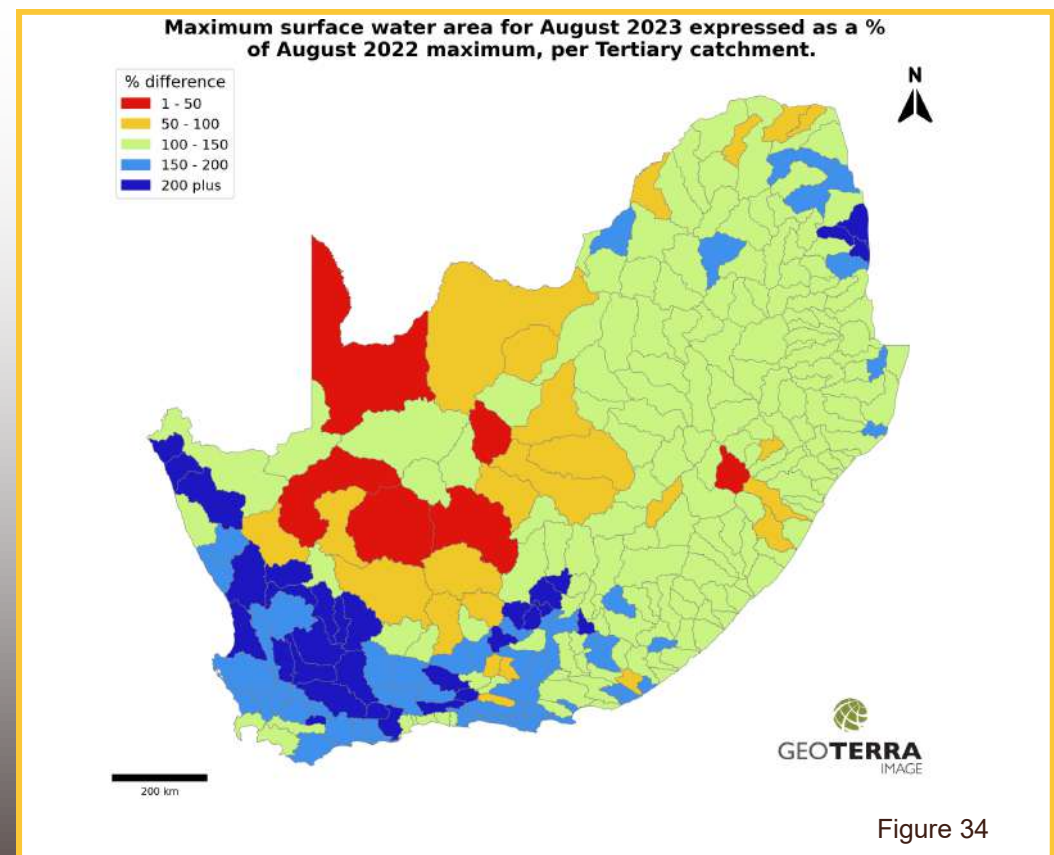 Maximum surface water area for August 2023 expressed as a %
of August 2022 maximum, per Tertiary catchment.
% difference
1 - 50
50 - 100
100 - 150
150 - 200
200 plus
N
GEOTERRA
IMAGE
200 km
Figure 34